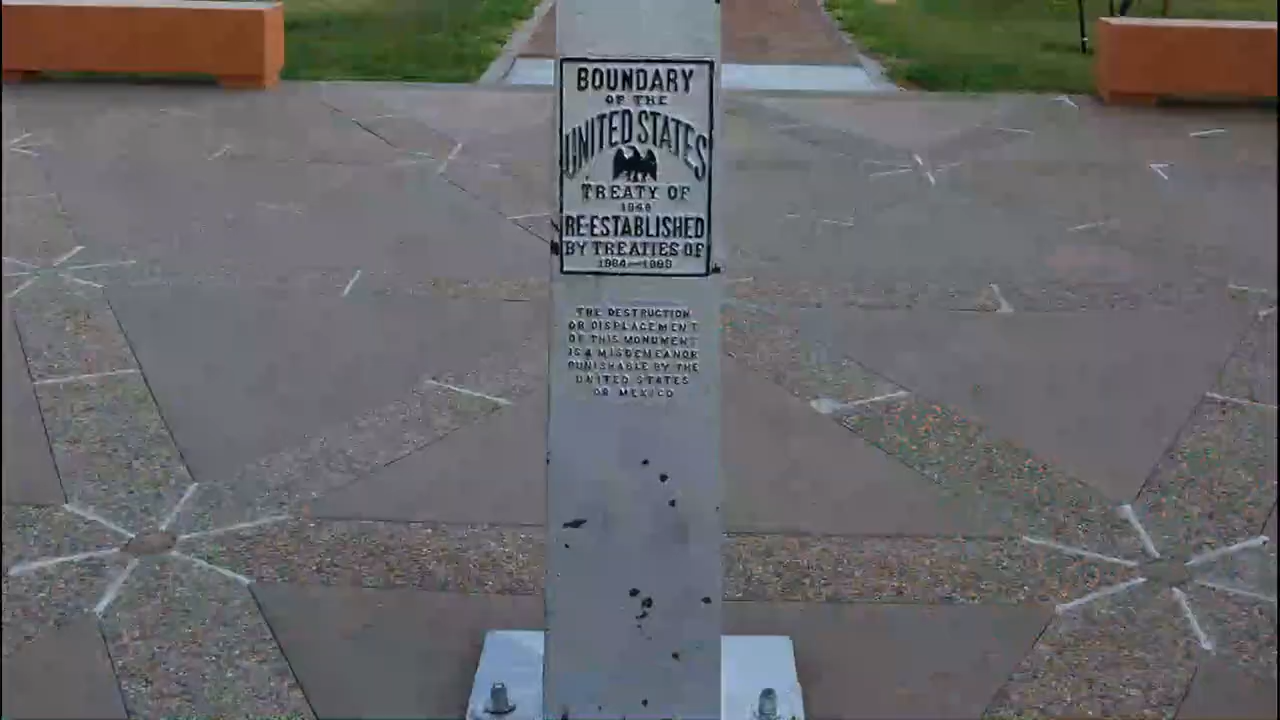 BOUNDARY
OF THE
UNITED STATES
TREATY OF
1848
RE-ESTABLISHED
BY TREATIES OF
THE DESTRUCTION
OR DISPLACEMENT
OF THIS MONUMENT
IS A MISDEMEANOR
PUNISHABLE BY THE
UNITED STATES
OR MEXICO